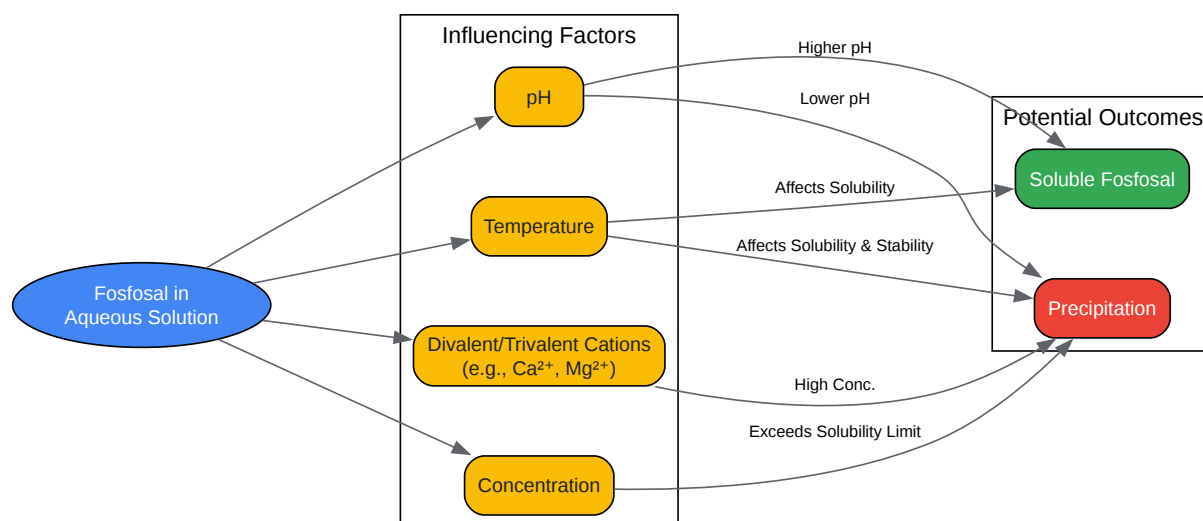 Influencing Factors
Higher pH
pH
Lower pH
Potential Outcomes
Soluble Fosfosal
Affects Solubility
Temperature
Affects Solubility & Stability
Fosfosal in
Aqueous Solution
Precipitation
Divalent/Trivalent Cations
(e.g., Ca²⁺, Mg²⁺)
High Conc.
Exceeds Solubility Limit
Concentration